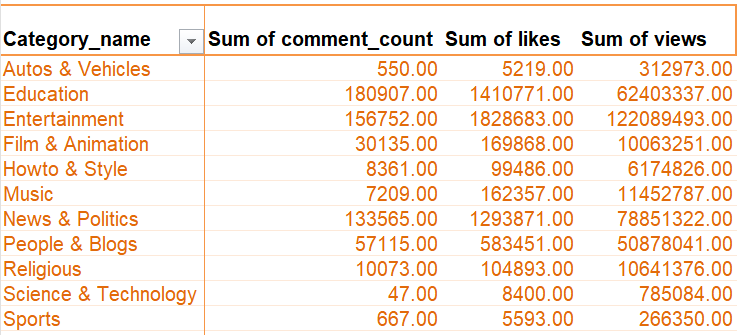 Category_name Sum of comment_count Sum of likes Sum of views
Autos & Vehicles 550.00 5219.00 312973.00
Education 180907.00 1410771.00 62403337.00
Entertainment 156752.00 1828683.00 122089493.00
Film & Animation 30135.00 169868.00 10063251.00
Howto & Style 8361.00 99486.00 6174826.00
Music 7209.00 162357.00 11452787.00
News & Politics 133565.00 1293871.00 78851322.00
People & Blogs 57115.00 583451.00 50878041.00
Religious 10073.00 104893.00 10641376.00
Science & Technology 47.00 8400.00 785084.00
Sports 667.00 5593.00 266350.00